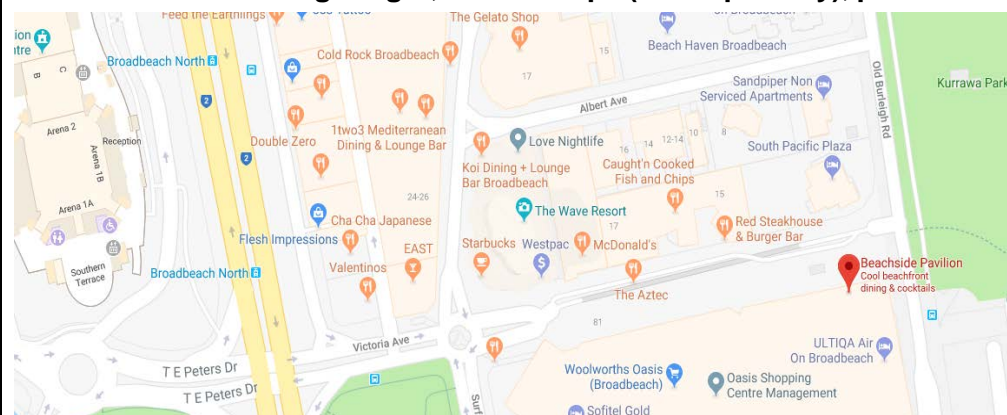 Feed the Earthlings
The Gelato Shop
on Broadbeach
Beach Haven Broadbeach
Cold Rock Broadbeach
Broadbeach North
15
17
Sandpiper Non
Serviced Apartments
Old Burleigh Rd
Kurrawa Park
B
C
2
Arena 2
Reception
Arena 1B
Arena 1A
Southern
Terrace
Double Zero
1two3 Mediterranean
Dining & Lounge Bar
Albert Ave
Love Nightlife
16
14
12-14
10
8
South Pacific Plaza
Koi Dining + Lounge
Bar Broadbeach
Caught'n Cooked
Fish and Chips
2
24-26
15
The Wave Resort
17
Cha Cha Japanese
Flesh Impressions
EAST
Starbucks
Westpac
McDonald's
Red Steakhouse
& Burger Bar
Valentinos
Broadbeach North
The Aztec
Beachside Pavilion
Cool beachfront
dining & cocktails
81
Victoria Ave
T E Peters Dr
T E Peters Dr
ULTIQA Air
On Broadbeach
Woolworths Oasis
(Broadbeach)
Oasis Shopping
Centre Management
Sofitel Gold